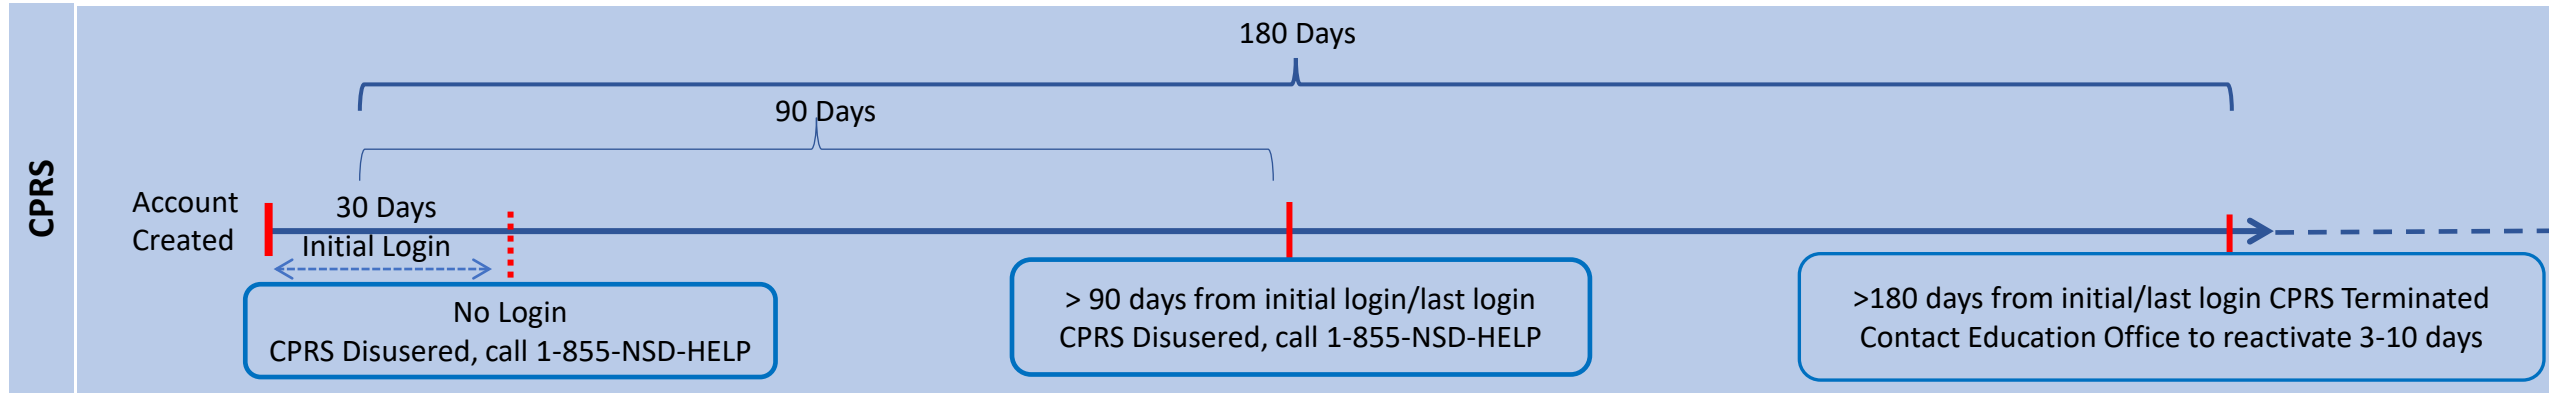 CPRS
180 Days
90 Days
Account
Created
30 Days
Initial Login
No Login
CPRS Disusered, call 1-855-NSD-HELP
> 90 days from initial login/last login
CPRS Disusered, call 1-855-NSD-HELP
>180 days from initial/last login CPRS Terminated
Contact Education Office to reactivate 3-10 days